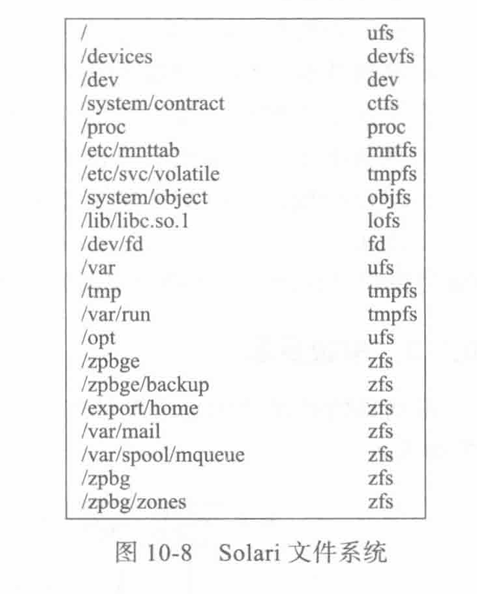 / ufs
/devices devfs
/dev dev
/system/contract ctfs
/proc proc
/etc/mnttab mntfs
/etc/svc/volatile tmpfs
/system/object objfs
/lib/libc.so.1 lofs
/dev/fd fd
/var ufs
/tmp tmpfs
/var/run tmpfs
/opt ufs
/zpbge zfs
/zpbge/backup zfs
/export/home zfs
/var/mail zfs
/var/spool/mqueue zfs
/zpbg zfs
/zpbg/zones zfs
图 10-8 Solari 文件系统